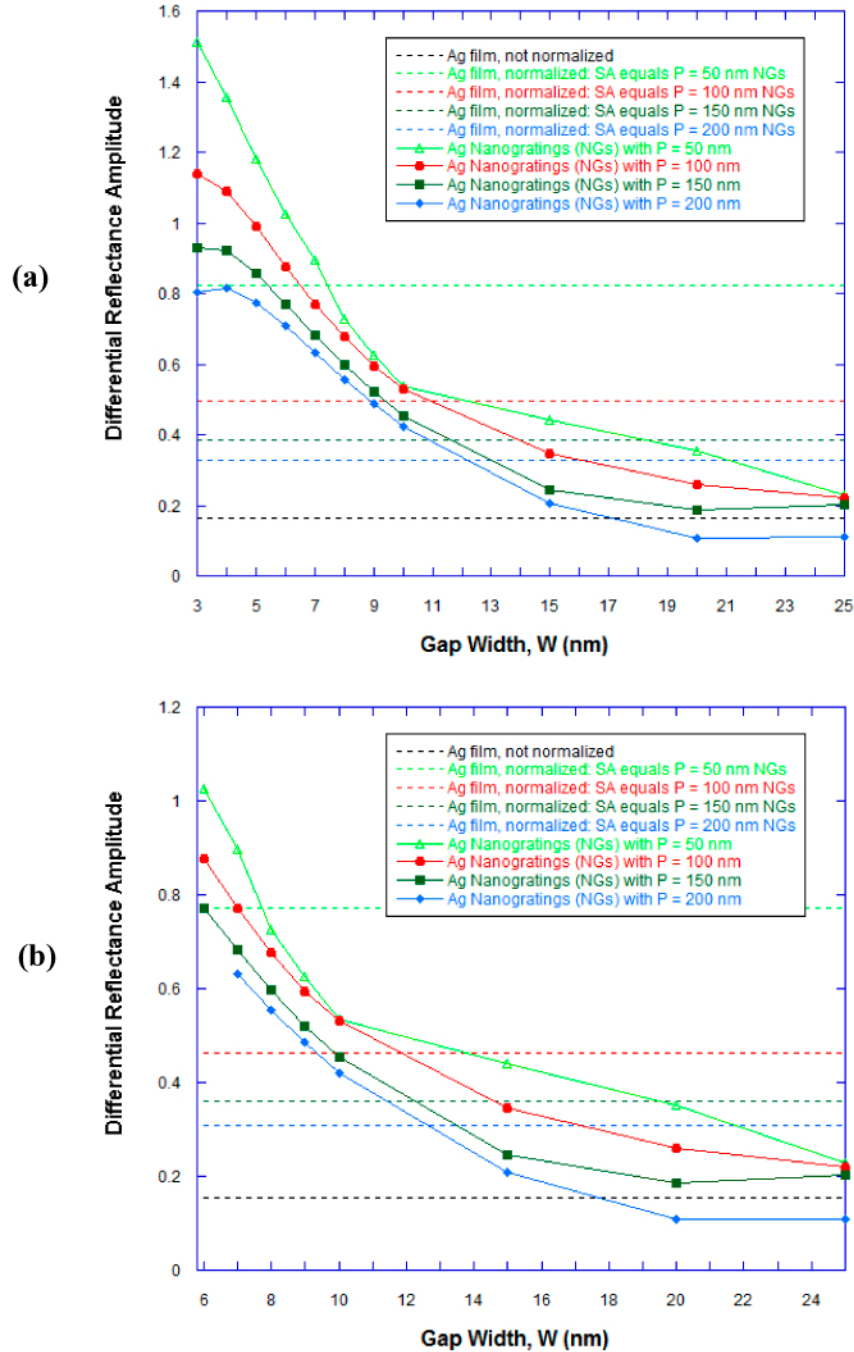 (a)
Differential Reflectance Amplitude
1.6
1.4
1.2
1
0.8
0.6
0.4
0.2
0
Ag film, not normalized
Ag film, normalized: SA equals P = 50 nm NGs
Ag film, normalized: SA equals P = 100 nm NGs
Ag film, normalized: SA equals P = 150 nm NGs
Ag film, normalized: SA equals P = 200 nm NGs
Ag Nanogratings (NGs) with P = 50 nm
Ag Nanogratings (NGs) with P = 100 nm
Ag Nanogratings (NGs) with P = 150 nm
Ag Nanogratings (NGs) with P = 200 nm
3 5 7 9 11 13 15 17 19 21 23 25
Gap Width, W (nm)
(b)
Differential Reflectance Amplitude
1.2
1
0.8
0.6
0.4
0.2
0
Ag film, not normalized
Ag film, normalized: SA equals P = 50 nm NGs
Ag film, normalized: SA equals P = 100 nm NGs
Ag film, normalized: SA equals P = 150 nm NGs
Ag film, normalized: SA equals P = 200 nm NGs
Ag Nanogratings (NGs) with P = 50 nm
Ag Nanogratings (NGs) with P = 100 nm
Ag Nanogratings (NGs) with P = 150 nm
Ag Nanogratings (NGs) with P = 200 nm
6 8 10 12 14 16 18 20 22 24
Gap Width, W (nm)